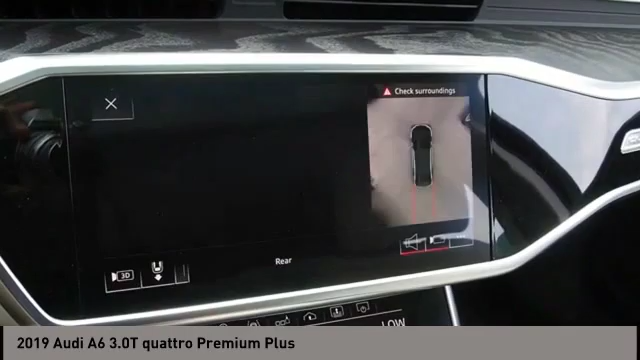 Check surroundings
3D
Rear
LOW
2019 Audi A6 3.0T quattro Premium Plus